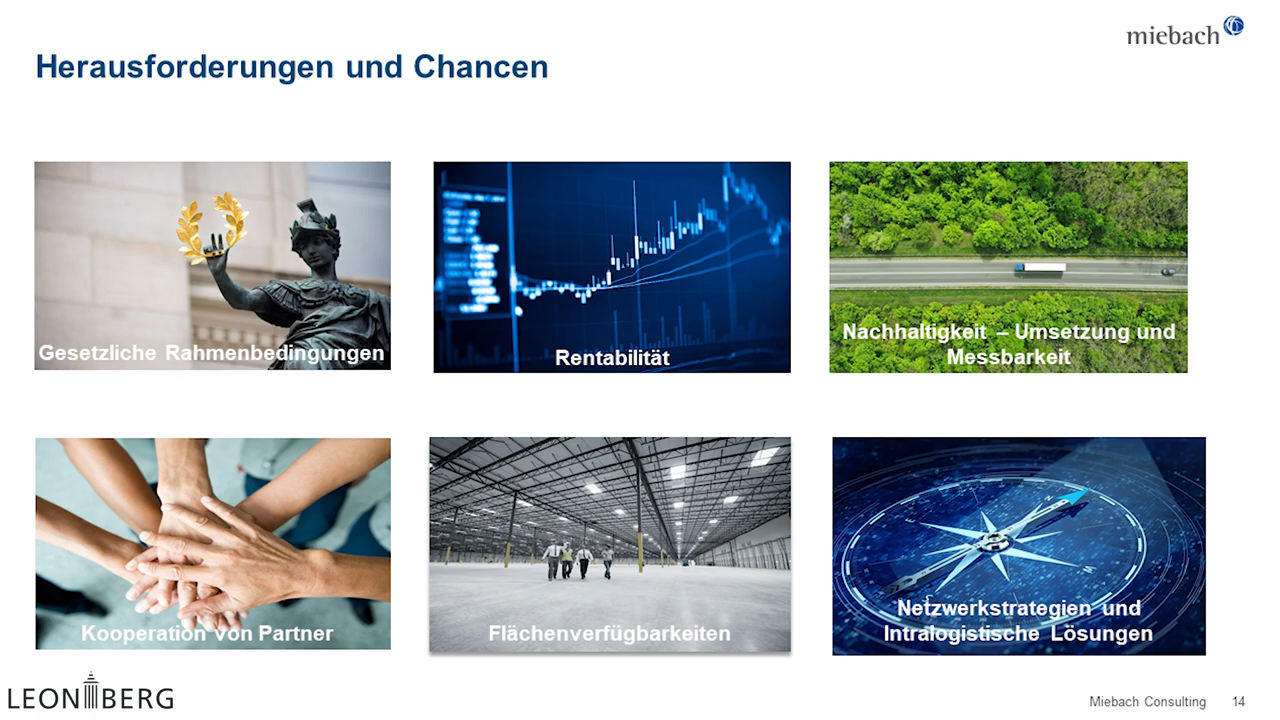 miebach
Herausforderungen und Chancen
Gesetzliche Rahmenbedingungen
Rentabilität
Nachhaltigkeit – Umsetzung und
Messbarkeit
Kooperation von Partner
Flächenverfügbarkeiten
Netzwerkstrategien und
Intralogistische Lösungen
LEONBERG
Miebach Consulting 14